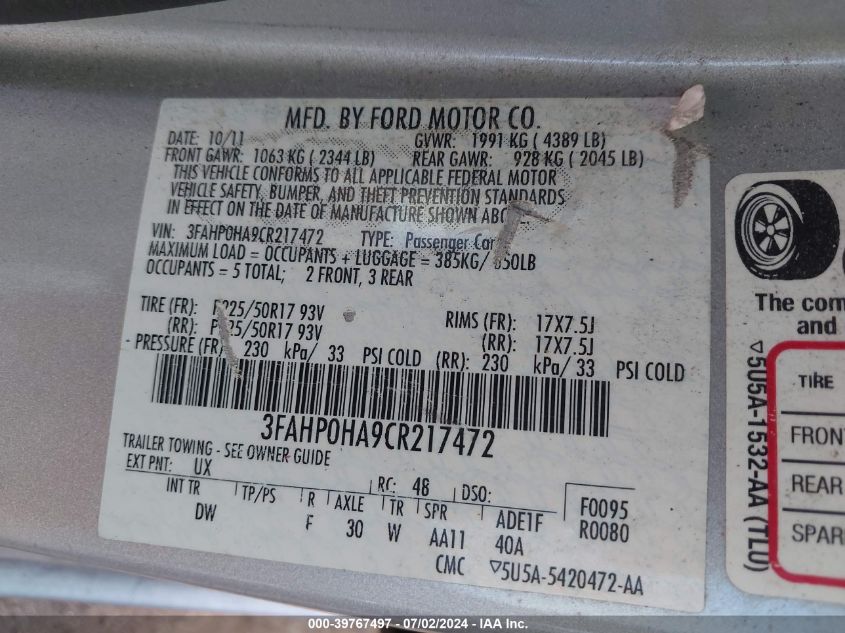 MFD. BY FORD MOTOR CO.
DATE: 10/11 GVWR: 1991 KG ( 4389 LB)
FRONT GAWR: 1063 KG ( 2344 LB) REAR GAWR: 928 KG ( 2045 LB)
THIS VEHICLE CONFORMS TO ALL APPLICABLE FEDERAL MOTOR
VEHICLE SAFETY, BUMPER, AND THEFT PREVENTION STANDARDS
IN EFFECT ON THE DATE OF MANUFACTURE SHOWN
VIN: 3FAHP0HA9CR217472 TYPE: Passenger Car
MAXIMUM LOAD = OCCUPANTS + LUGGAGE = 385KG/ 850LB
OCCUPANTS = 5 TOTAL; 2 FRONT, 3 REAR
TIRE (FR): P225/50R17 93V RIMS (FR): 17X7.5J
(RR): P225/50R17 93V (RR): 17X7.5J
PRESSURE (FR) 230 kPa/ 33 PSI COLD (RR): 230 kPa/ 33 PSI COLD
3FAHP0HA9CR217472
TRAILER TOWING - SEE OWNER GUIDE
EXT PNT: UX RC: 48 DSO:
INT TR TP/PS R AXLE TR SPR ADE1F F0095
DW F 30 W AA11 40A R0080
CMC ▽5U5A-5420472-AA
The com
and
▽5U5A-1532-AA (TLU)
TIRE
FRONT
REAR
SPARE
000-39767497 - 07/02/2024 - IAA Inc.